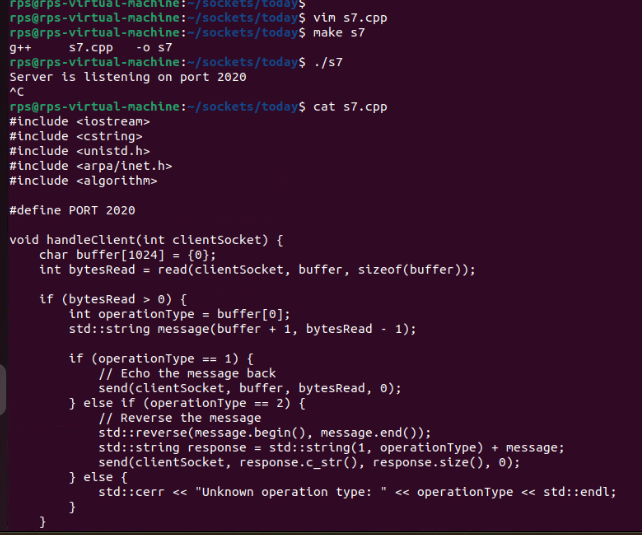 rps@rps-virtual-machine:~/sockets/today$
rps@rps-virtual-machine:~/sockets/today$ vim s7.cpp
rps@rps-virtual-machine:~/sockets/today$ make s7
g++     s7.cpp   -o s7
rps@rps-virtual-machine:~/sockets/today$ ./s7
Server is listening on port 2020
^C
rps@rps-virtual-machine:~/sockets/today$ cat s7.cpp
#include <iostream>
#include <cstring>
#include <unistd.h>
#include <arpa/inet.h>
#include <algorithm>

#define PORT 2020

void handleClient(int clientSocket) {
    char buffer[1024] = {0};
    int bytesRead = read(clientSocket, buffer, sizeof(buffer));

    if (bytesRead > 0) {
        int operationType = buffer[0];
        std::string message(buffer + 1, bytesRead - 1);

        if (operationType == 1) {
            // Echo the message back
            send(clientSocket, buffer, bytesRead, 0);
        } else if (operationType == 2) {
            // Reverse the message
            std::reverse(message.begin(), message.end());
            std::string response = std::string(1, operationType) + message;
            send(clientSocket, response.c_str(), response.size(), 0);
        } else {
            std::cerr << "Unknown operation type: " << operationType << std::endl;
        }
    }